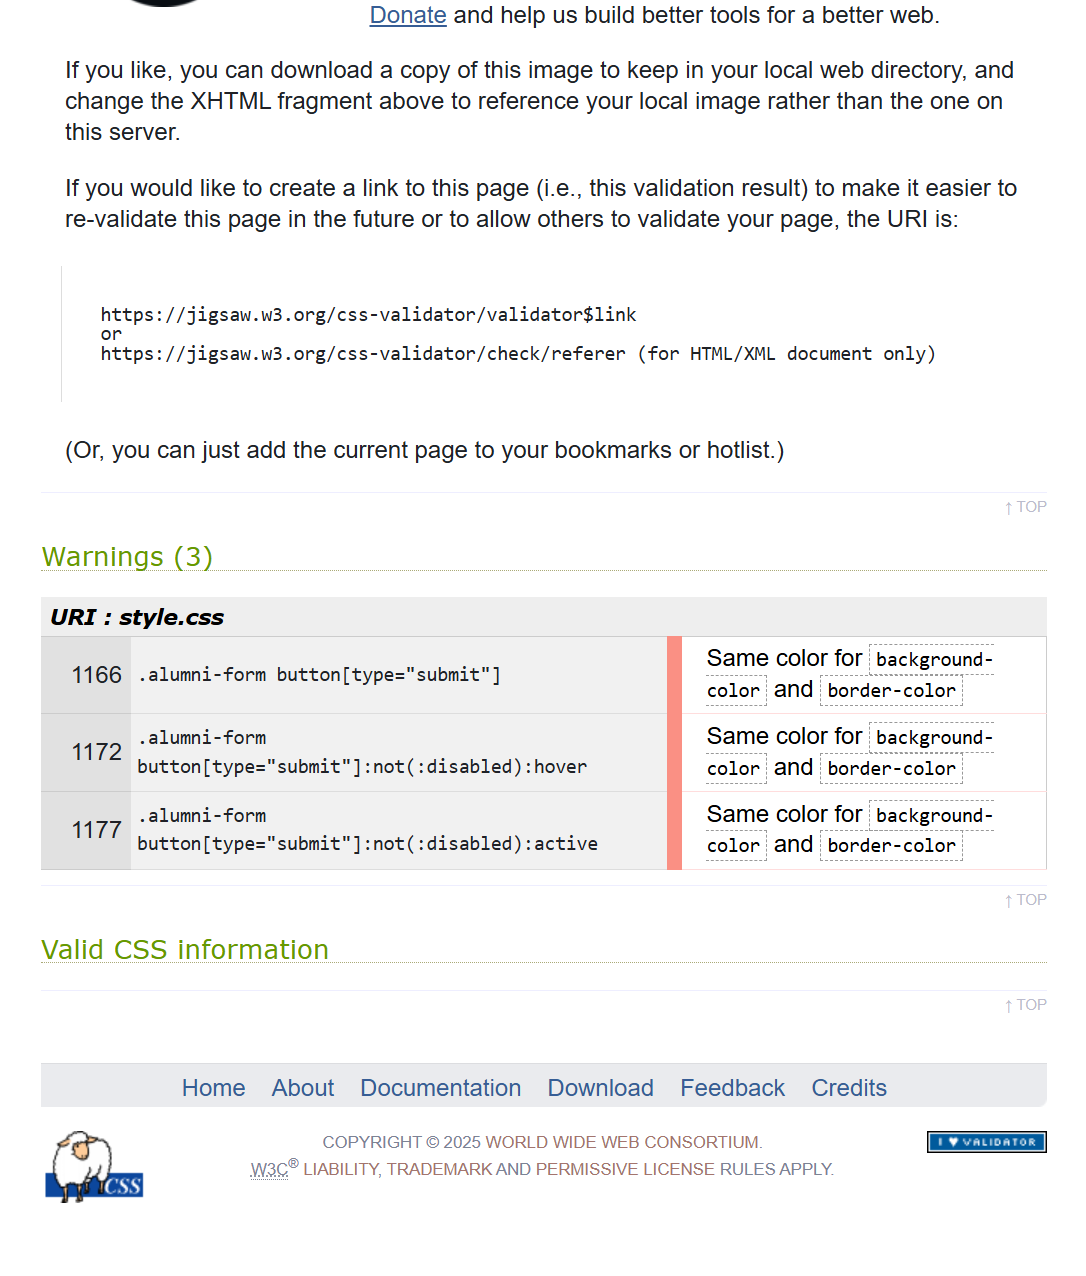 Donate and help us build better tools for a better web.
If you like, you can download a copy of this image to keep in your local web directory, and
change the XHTML fragment above to reference your local image rather than the one on
this server.
If you would like to create a link to this page (i.e., this validation result) to make it easier to
re-validate this page in the future or to allow others to validate your page, the URI is:
https://jigsaw.w3.org/css-validator/validator$link
or
https://jigsaw.w3.org/css-validator/check/referer (for HTML/XML document only)
(Or, you can just add the current page to your bookmarks or hotlist.)
↑ TOP
Warnings (3)
URI : style.css
1166 .alumni-form button[type="submit"] Same color for background-
color and border-color
1172 .alumni-form
button[type="submit"]:not(:disabled):hover Same color for background-
color and border-color
1177 .alumni-form
button[type="submit"]:not(:disabled):active Same color for background-
color and border-color
↑ TOP
Valid CSS information
↑ TOP
Home About Documentation Download Feedback Credits
CSS
COPYRIGHT © 2025 WORLD WIDE WEB CONSORTIUM.
W3C® LIABILITY, TRADEMARK AND PERMISSIVE LICENSE RULES APPLY.
I ♥ VALIDATOR